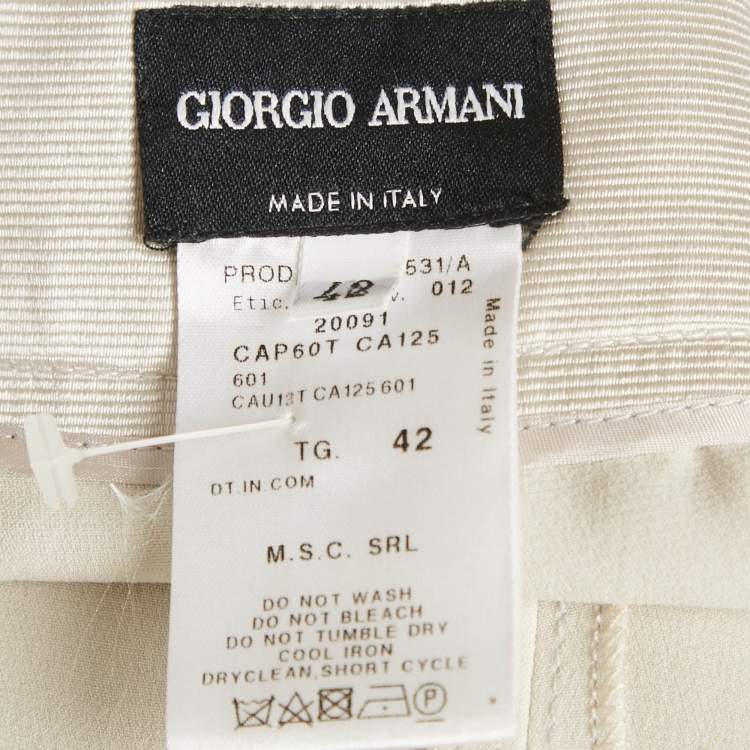 GIORGIO ARMANI
MADE IN ITALY
PROD 531/A
Etic. 42 v. 012
20091
CAP60T CA125
601
CAU13T CA125601
TG. 42
DT.IN.COM
M.S.C. SRL
DO NOT WASH
DO NOT BLEACH
DO NOT TUMBLE DRY
COOL IRON
DRYCLEAN,SHORT CYCLE
P
Made in Italy